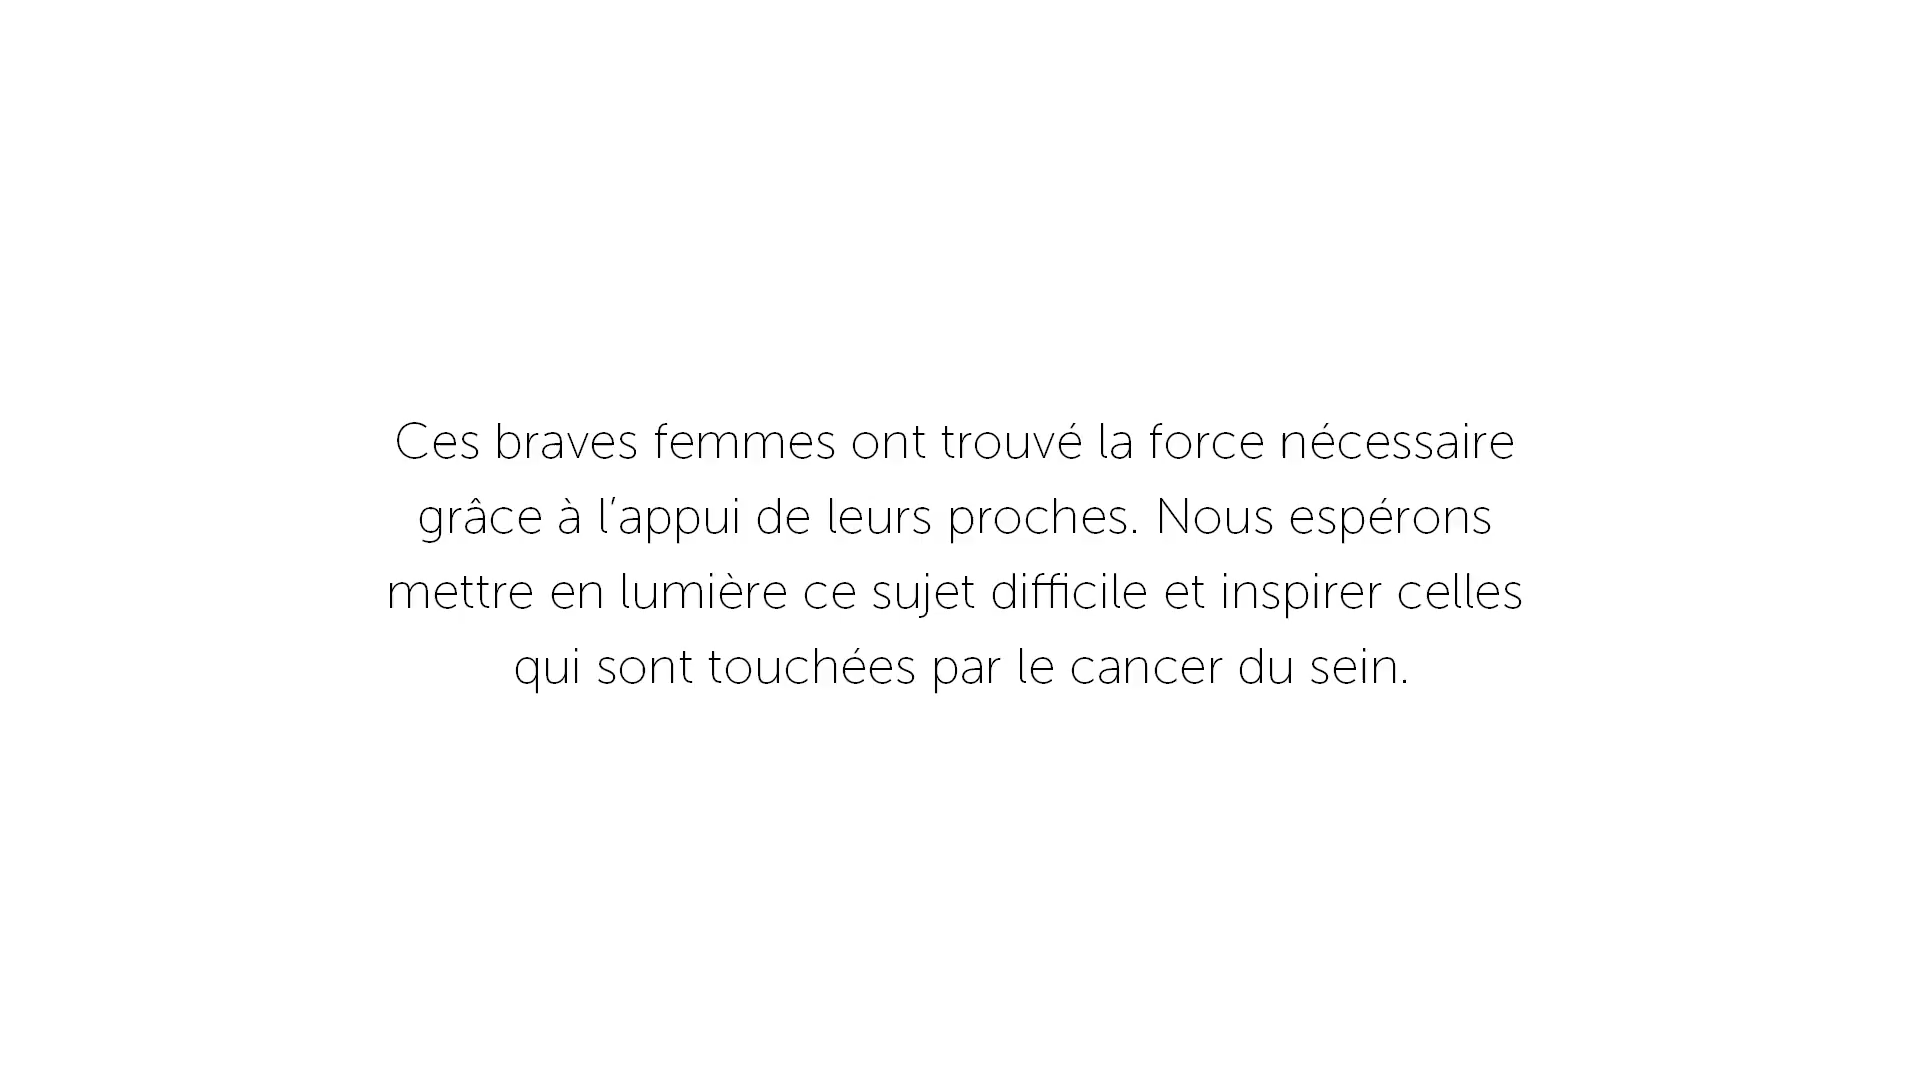 Ces braves femmes ont trouvé la force nécessaire
grâce à l’appui de leurs proches. Nous espérons
mettre en lumière ce sujet difficile et inspirer celles
qui sont touchées par le cancer du sein.